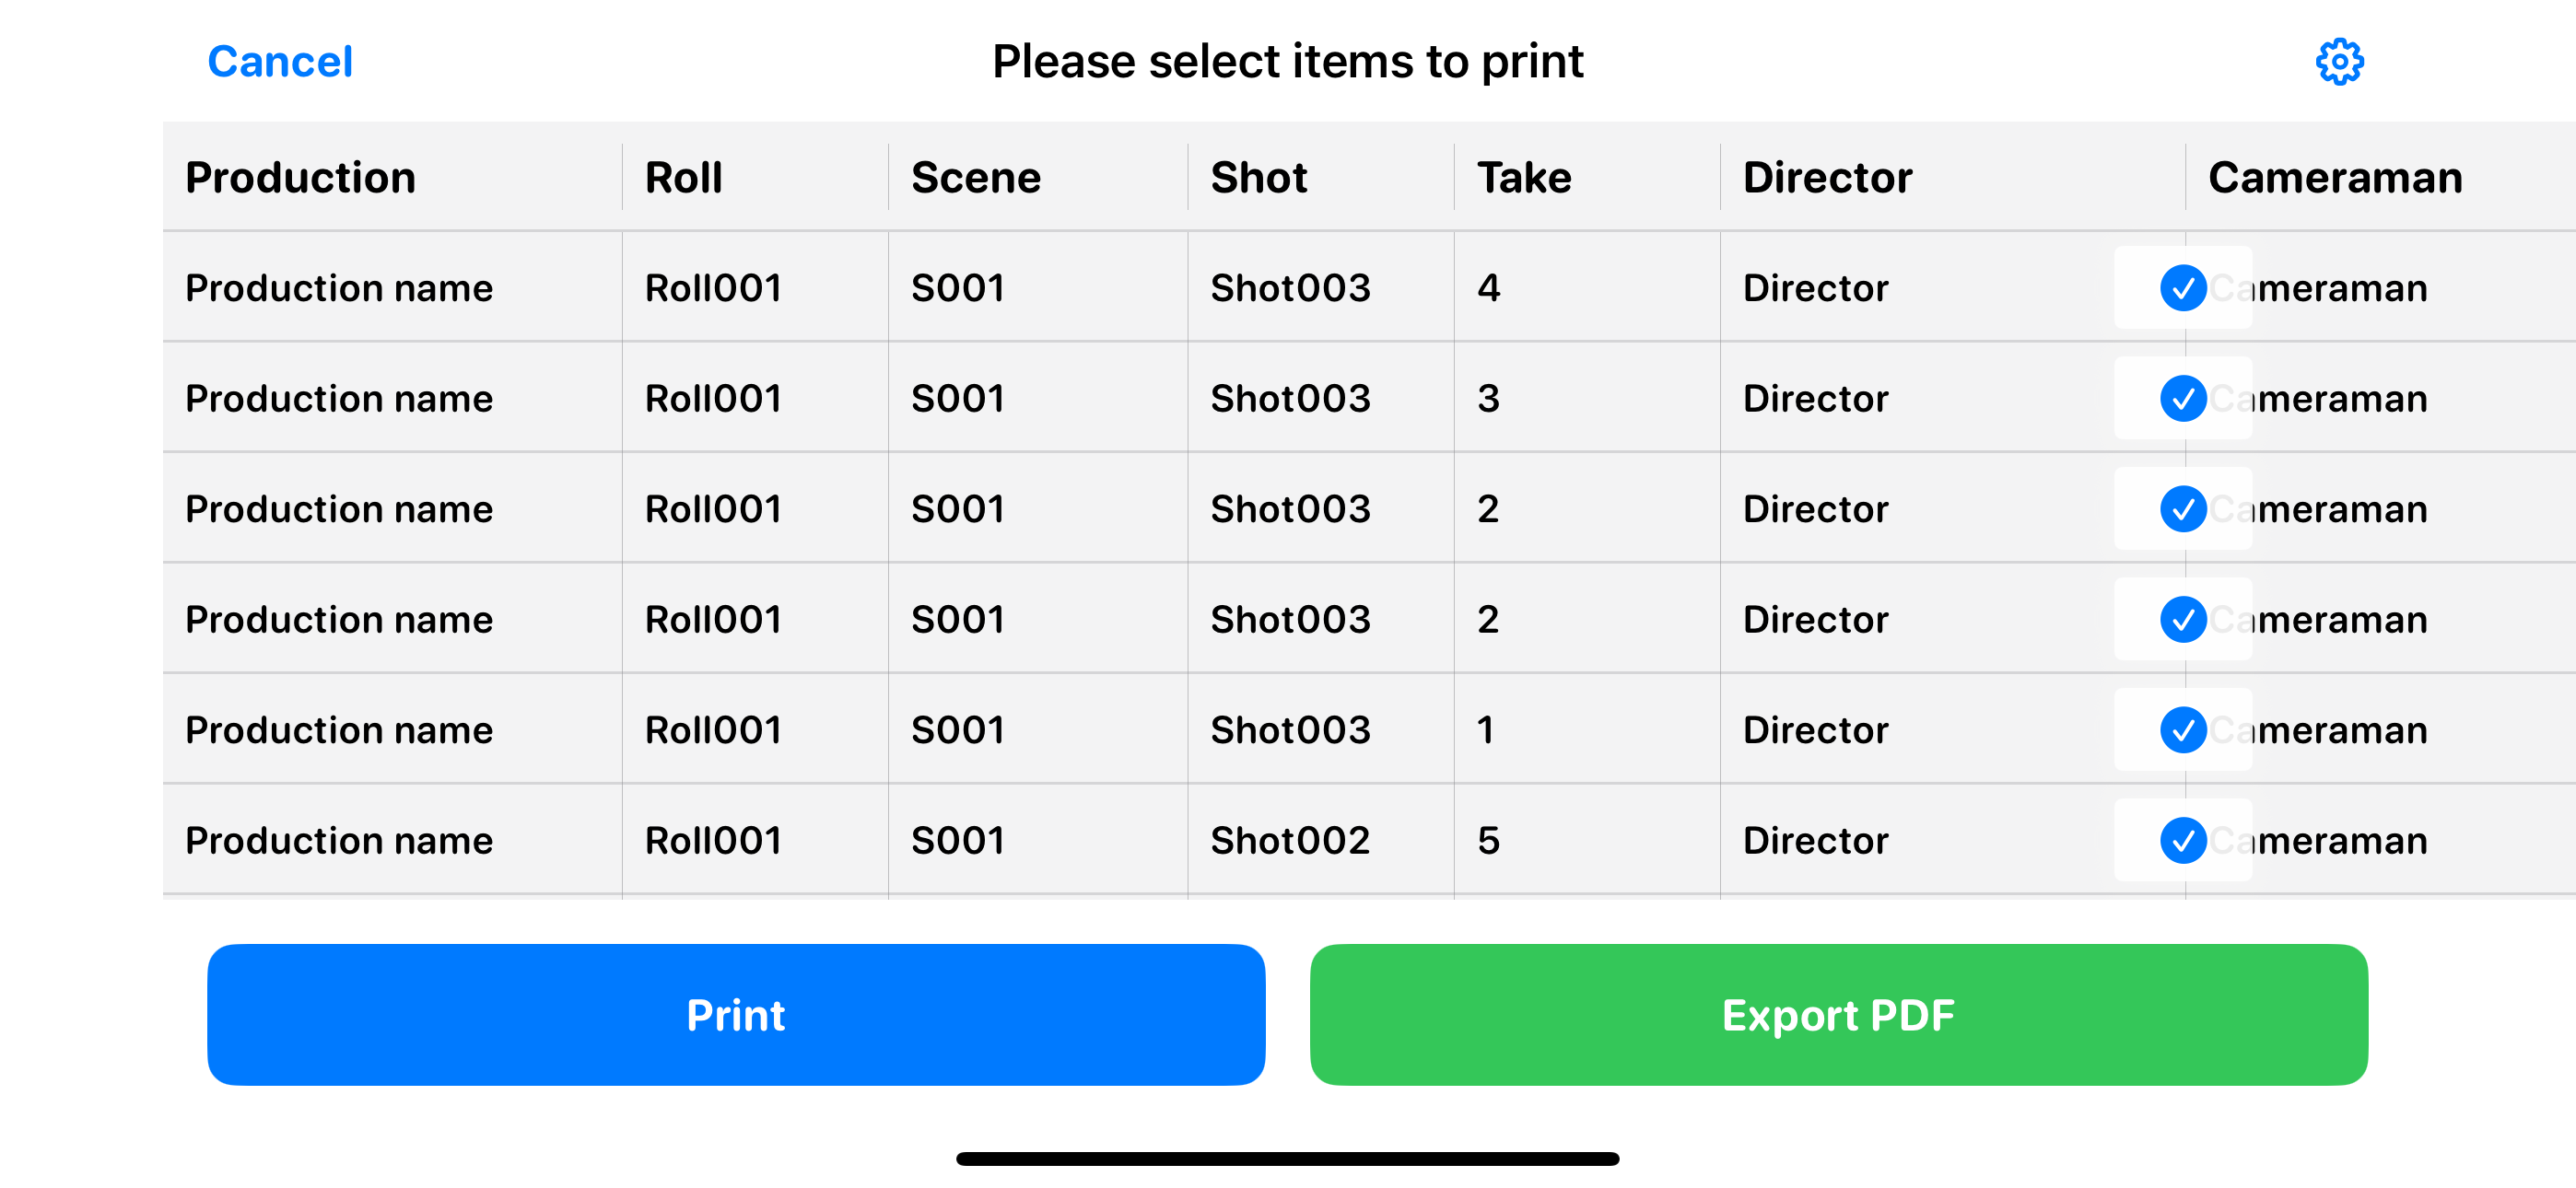 Cancel Please select items to print
Production Roll Scene Shot Take Director Cameraman
Production name Roll001 S001 Shot003 4 Director Cameraman
Production name Roll001 S001 Shot003 3 Director Cameraman
Production name Roll001 S001 Shot003 2 Director Cameraman
Production name Roll001 S001 Shot003 2 Director Cameraman
Production name Roll001 S001 Shot003 1 Director Cameraman
Production name Roll001 S001 Shot002 5 Director Cameraman
Print Export PDF